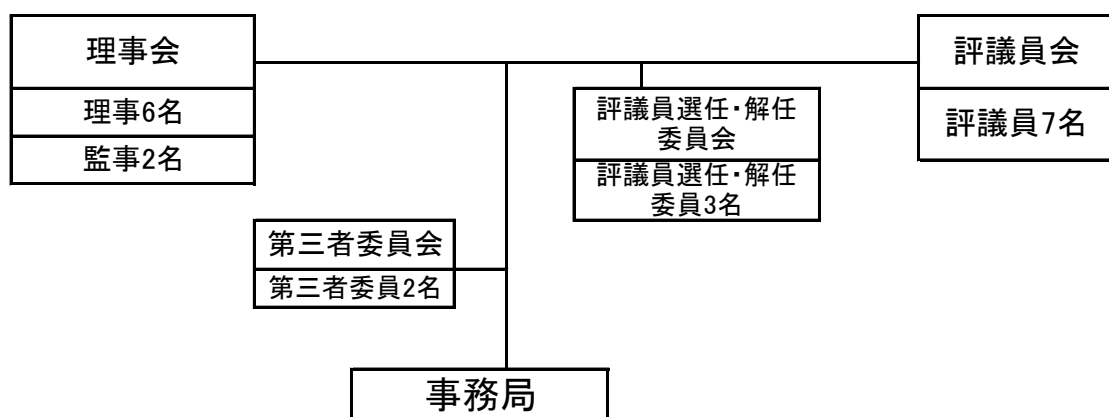 理事会
理事6名
監事2名
評議員会
評議員7名
評議員選任・解任
委員会
評議員選任・解任
委員3名
第三者委員会
第三者委員2名
事務局